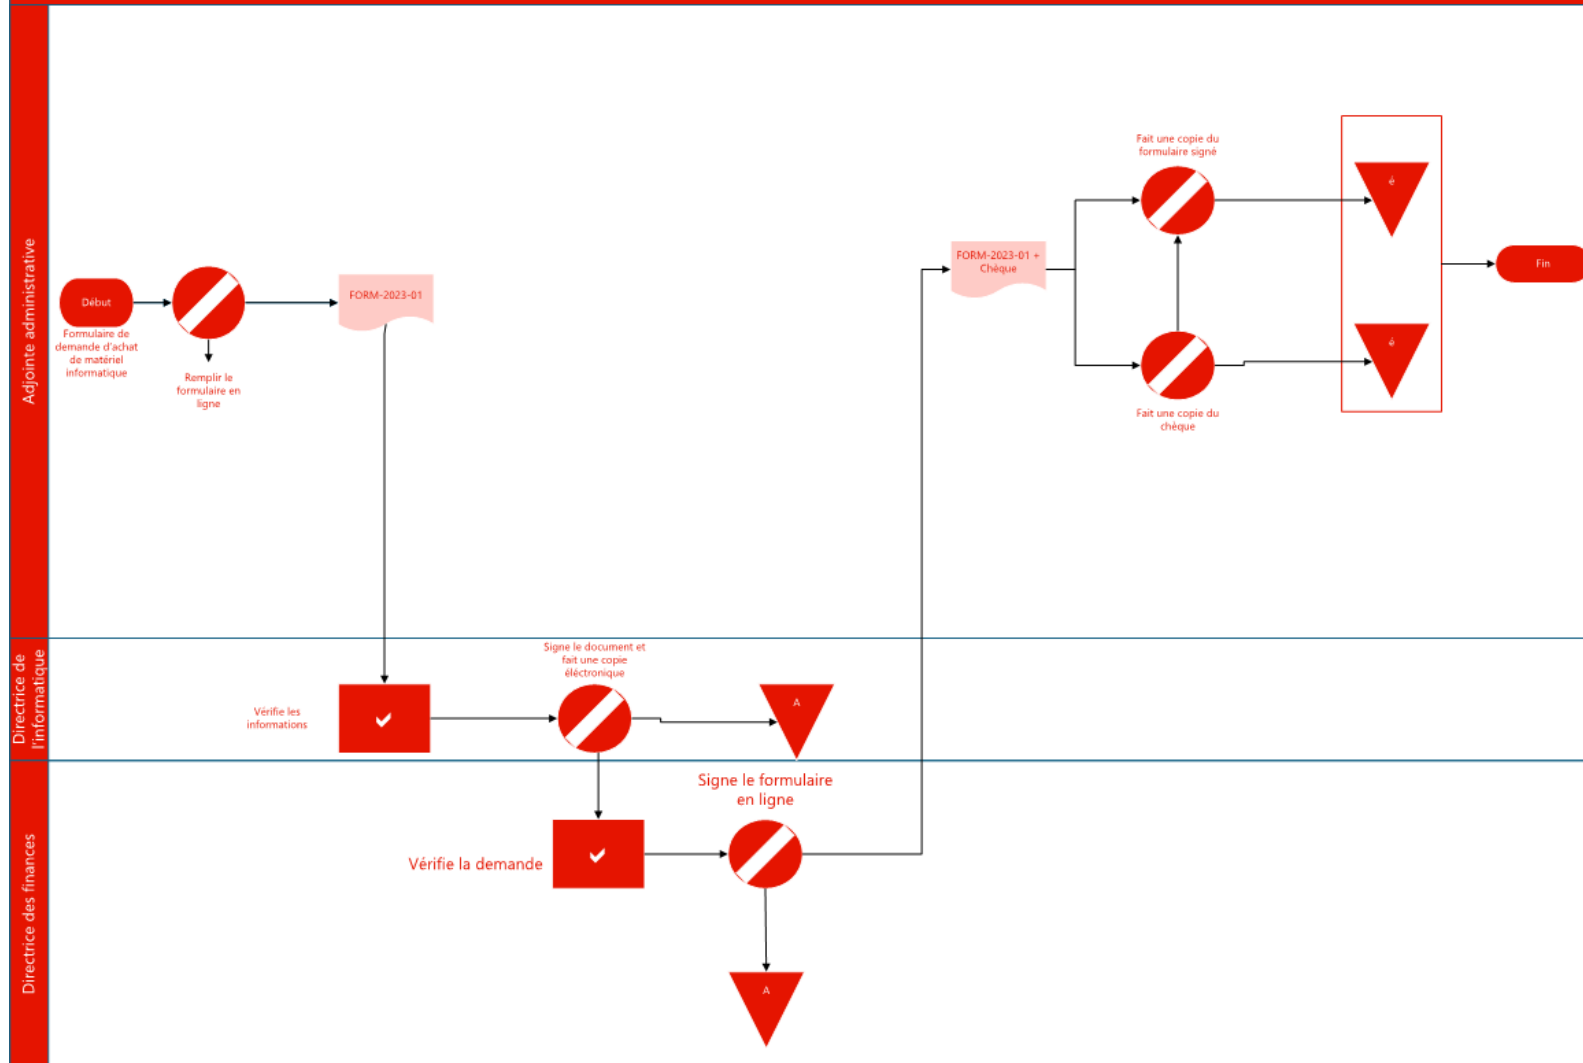 Adjointe administrative
Début
Formulaire de
demande d'achat
de matériel
informatique
Remplir le
formulaire en
ligne
FORM-2023-01
FORM-2023-01 +
Chèque
Fait une copie du
formulaire signé
Fait une copie du
chèque
é
é
Fin
Directrice de
l'informatique
Vérifie les
informations
Signe le document et
fait une copie
éléctronique
A
Directrice des finances
Vérifie la demande
Signe le formulaire
en ligne
A